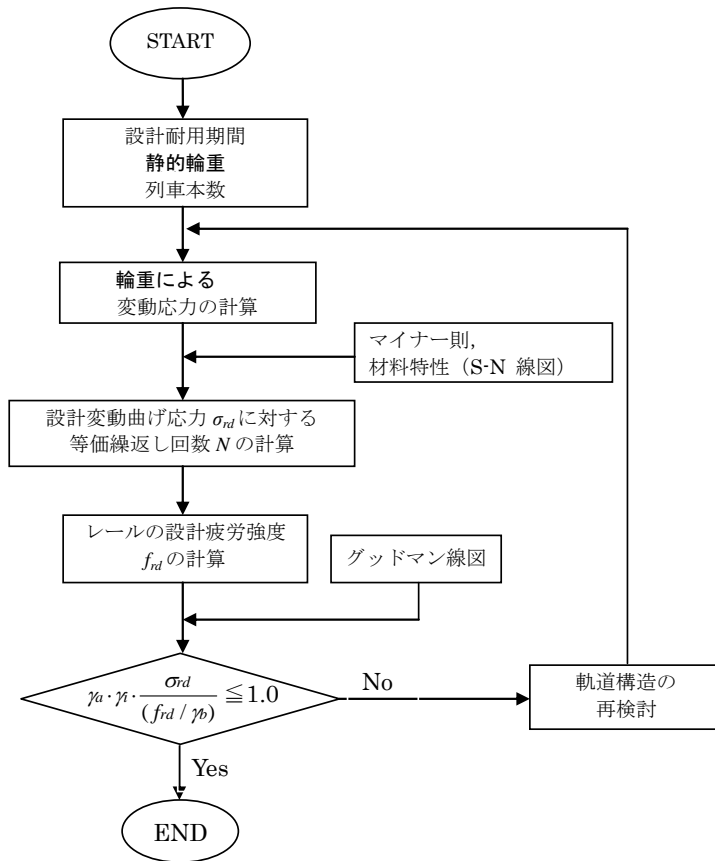 START
設計耐用期間
静的輪重
列車本数
輪重による
変動応力の計算
マイナー則,
材料特性（S-N 線図）
設計変動曲げ応力 σrd に対する
等価繰返し回数 N の計算
レールの設計疲労強度
frd の計算
グッドマン線図
γa・γi・σrd/(frd / γb) ≦ 1.0
No
軌道構造の
再検討
Yes
END